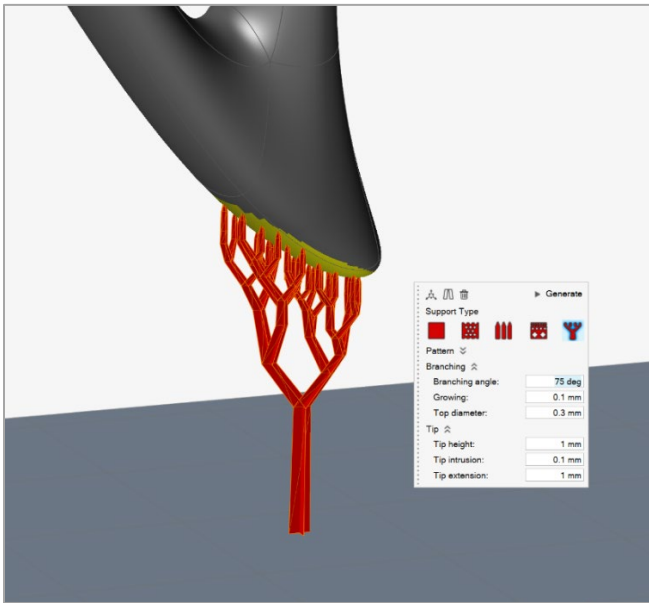 Generate
Support Type
Pattern
Branching
Branching angle: 75 deg
Growing: 0.1 mm
Top diameter: 0.3 mm
Tip
Tip height: 1 mm
Tip intrusion: 0.1 mm
Tip extension: 1 mm